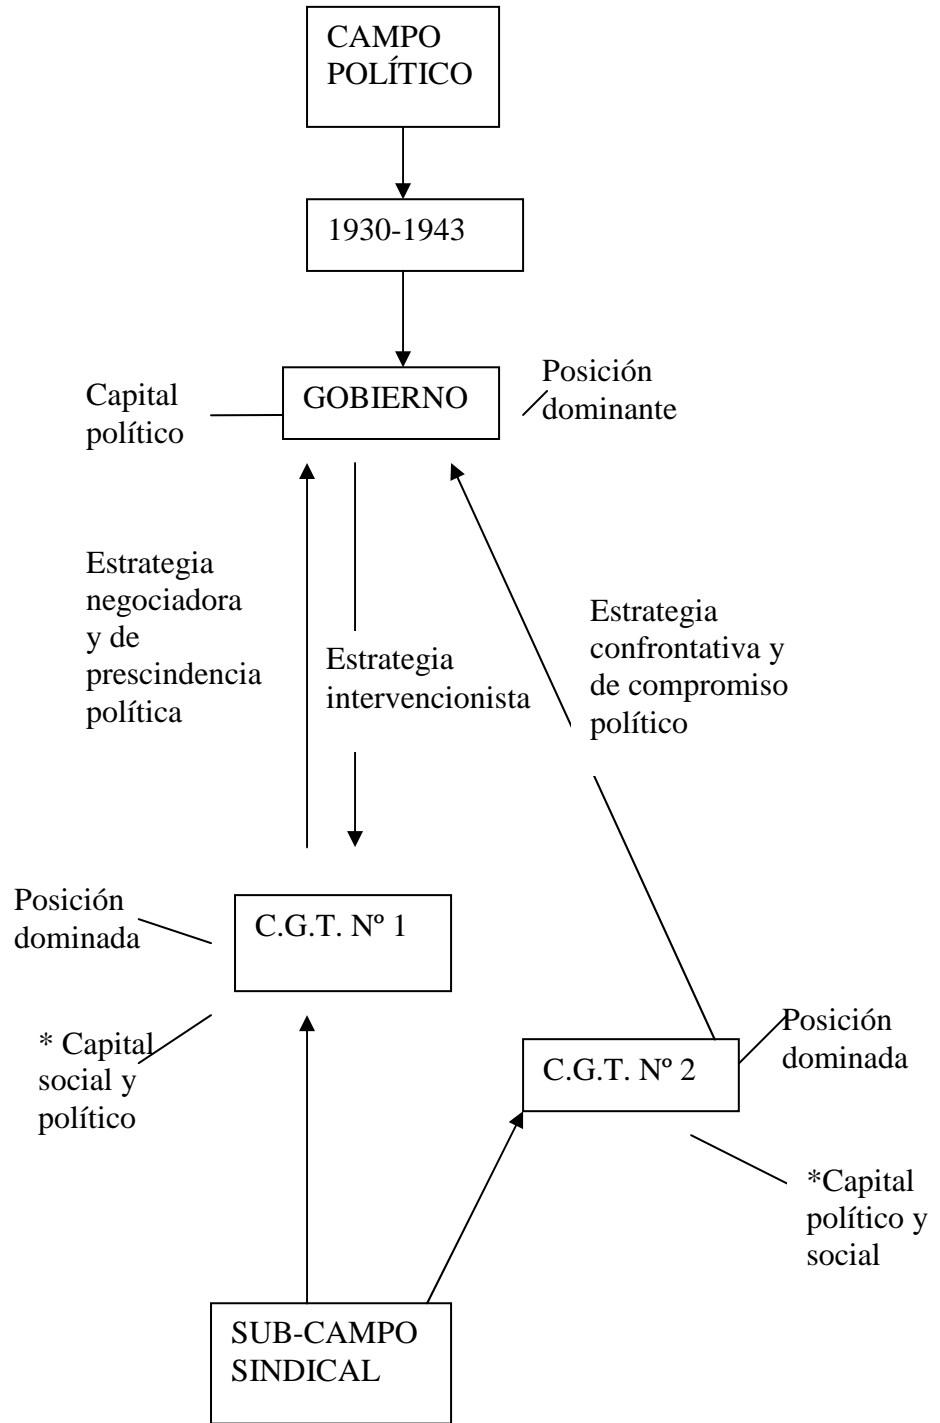 CAMPO
POLÍTICO
1930-1943
GOBIERNO
Capital
político
Posición
dominante
Estrategia
negociadora
y de
prescindencia
política
Estrategia
intervencionista
Estrategia
confrontativa y
de compromiso
político
Posición
dominada
C.G.T. Nº 1
* Capital
social y
político
C.G.T. Nº 2
Posición
dominada
*Capital
político y
social
SUB-CAMPO
SINDICAL